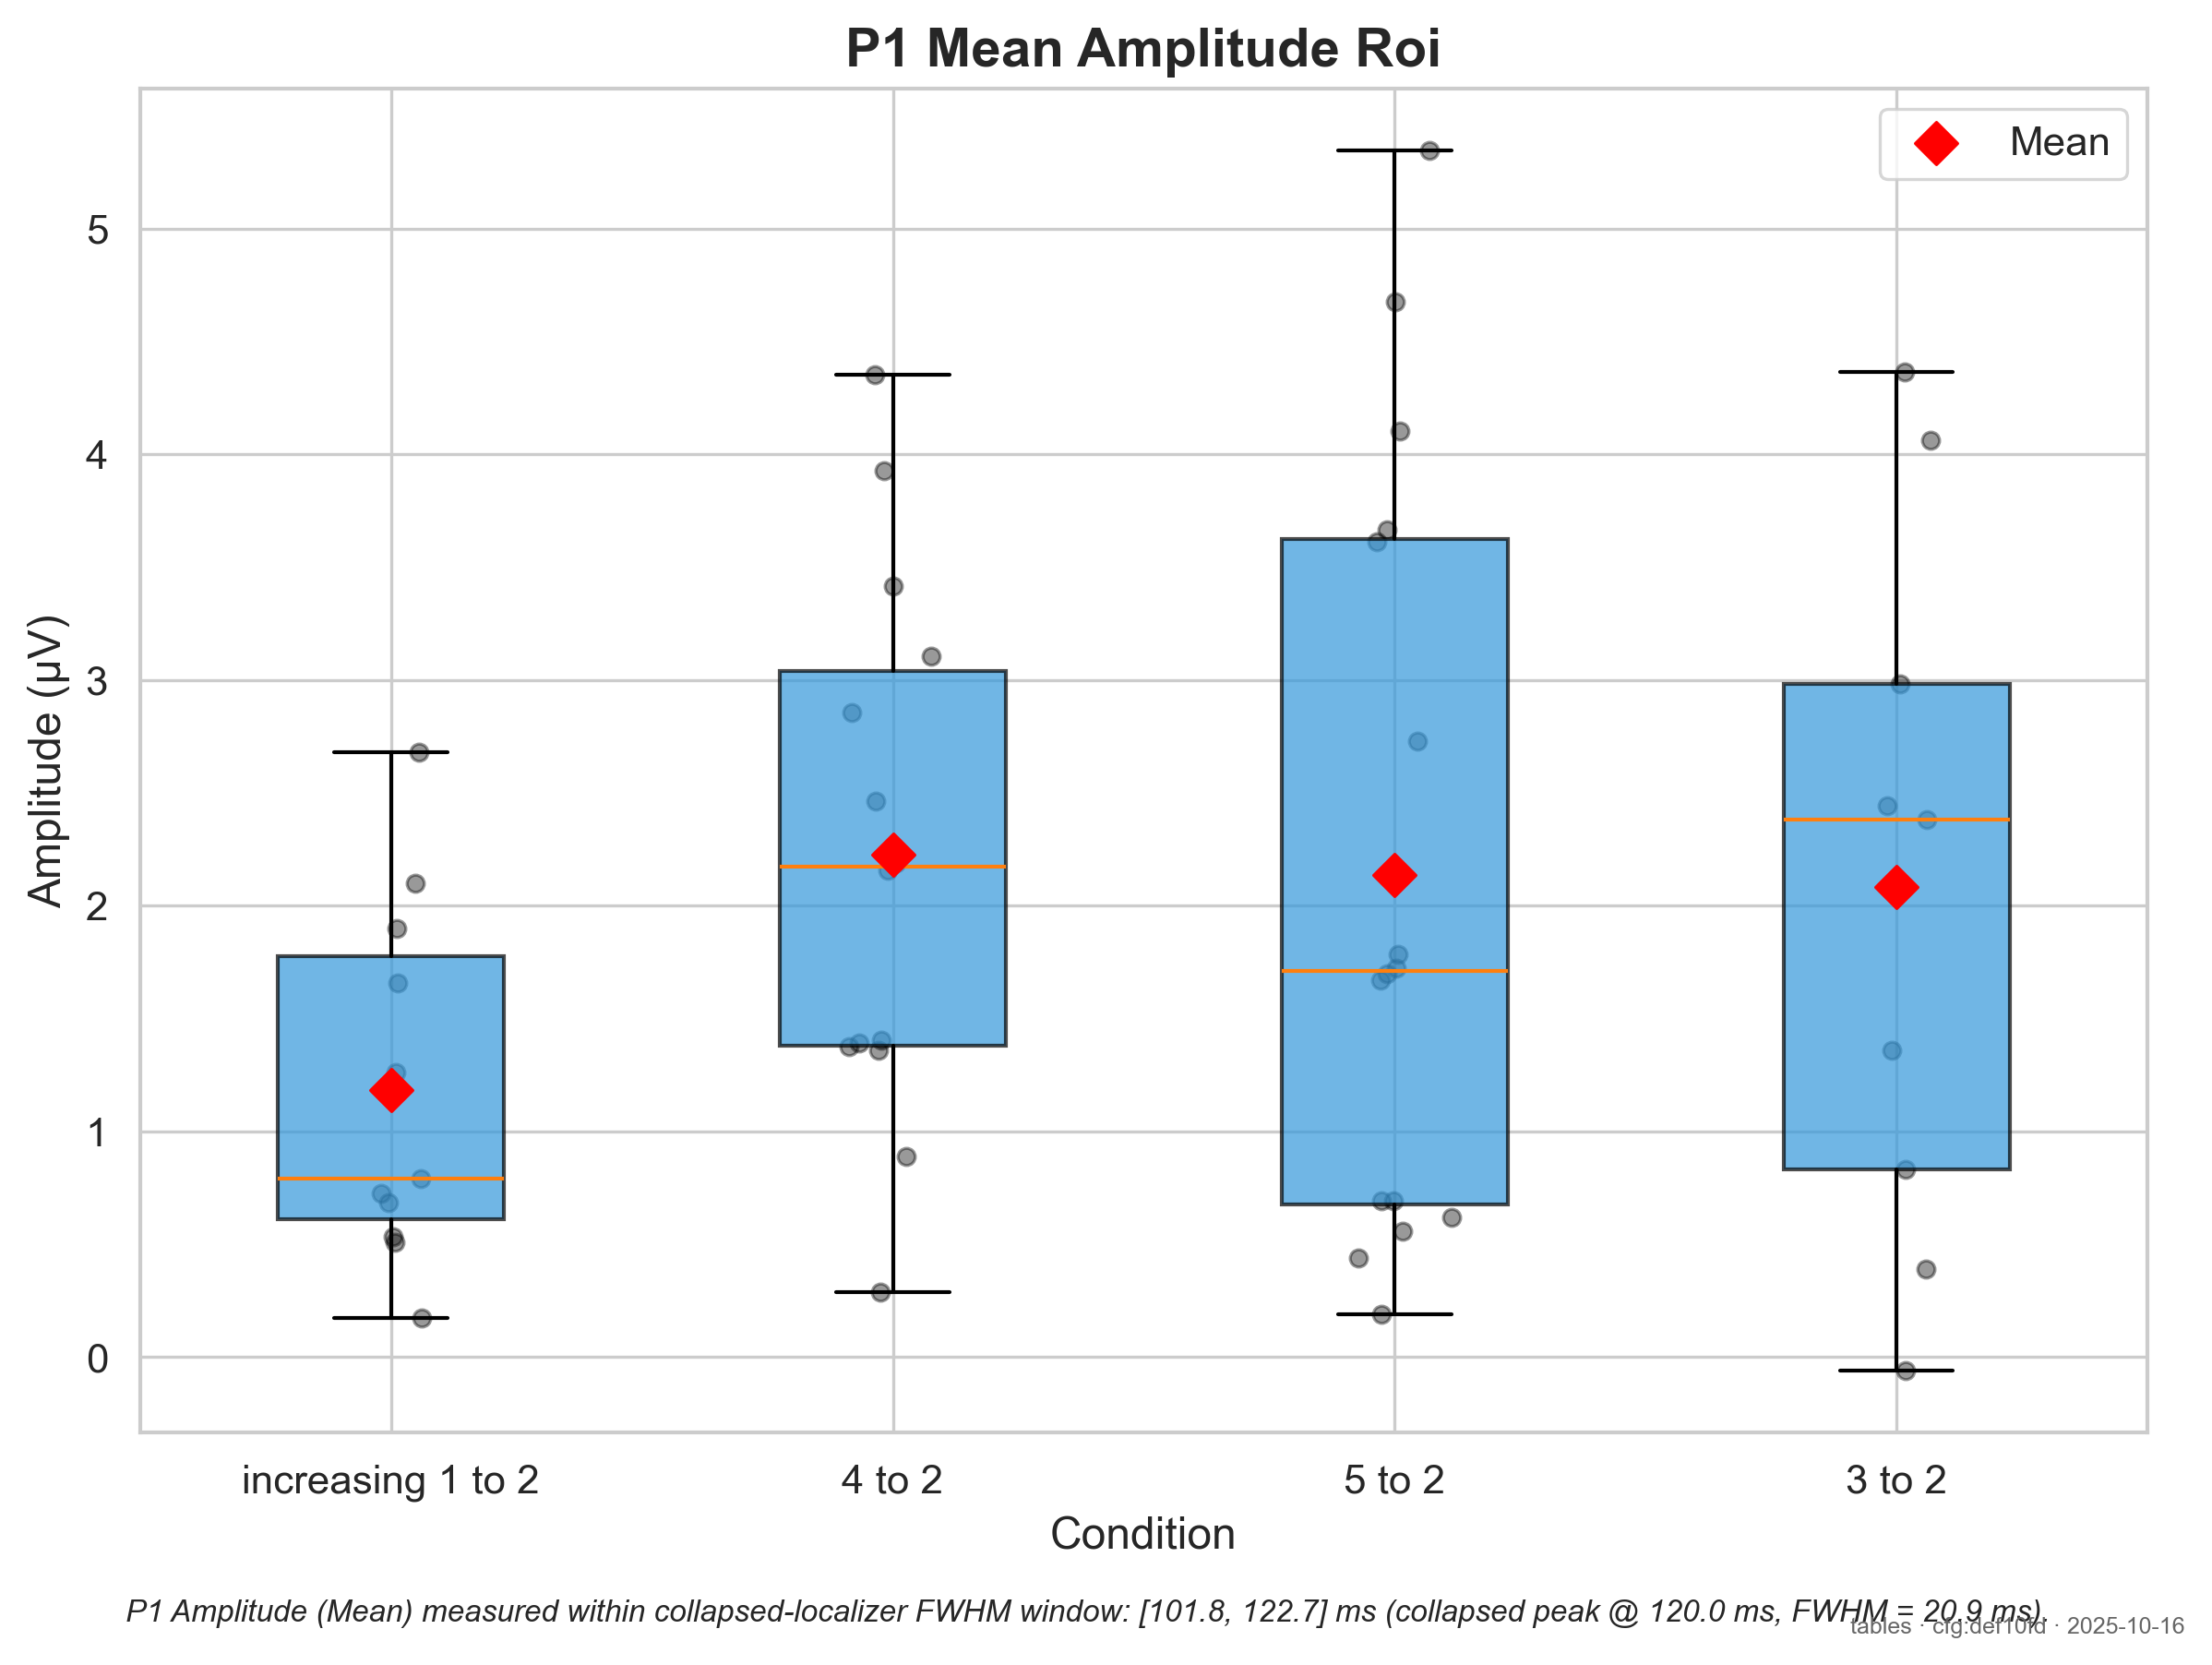 P1 Mean Amplitude Roi
Mean
Amplitude (µV)
5
4
3
2
1
0
increasing 1 to 2
4 to 2
5 to 2
3 to 2
Condition
P1 Amplitude (Mean) measured within collapsed-localizer FWHM window: [101.8, 122.7] ms (collapsed peak @ 120.0 ms, FWHM = 20.9 ms).
tables · cfg:def10fd · 2025-10-16